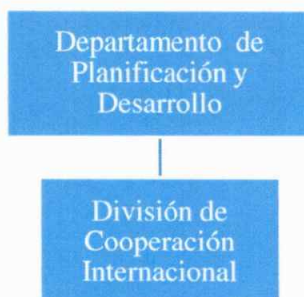 Departamento de
Planificación y
Desarrollo
División de
Cooperación
Internacional